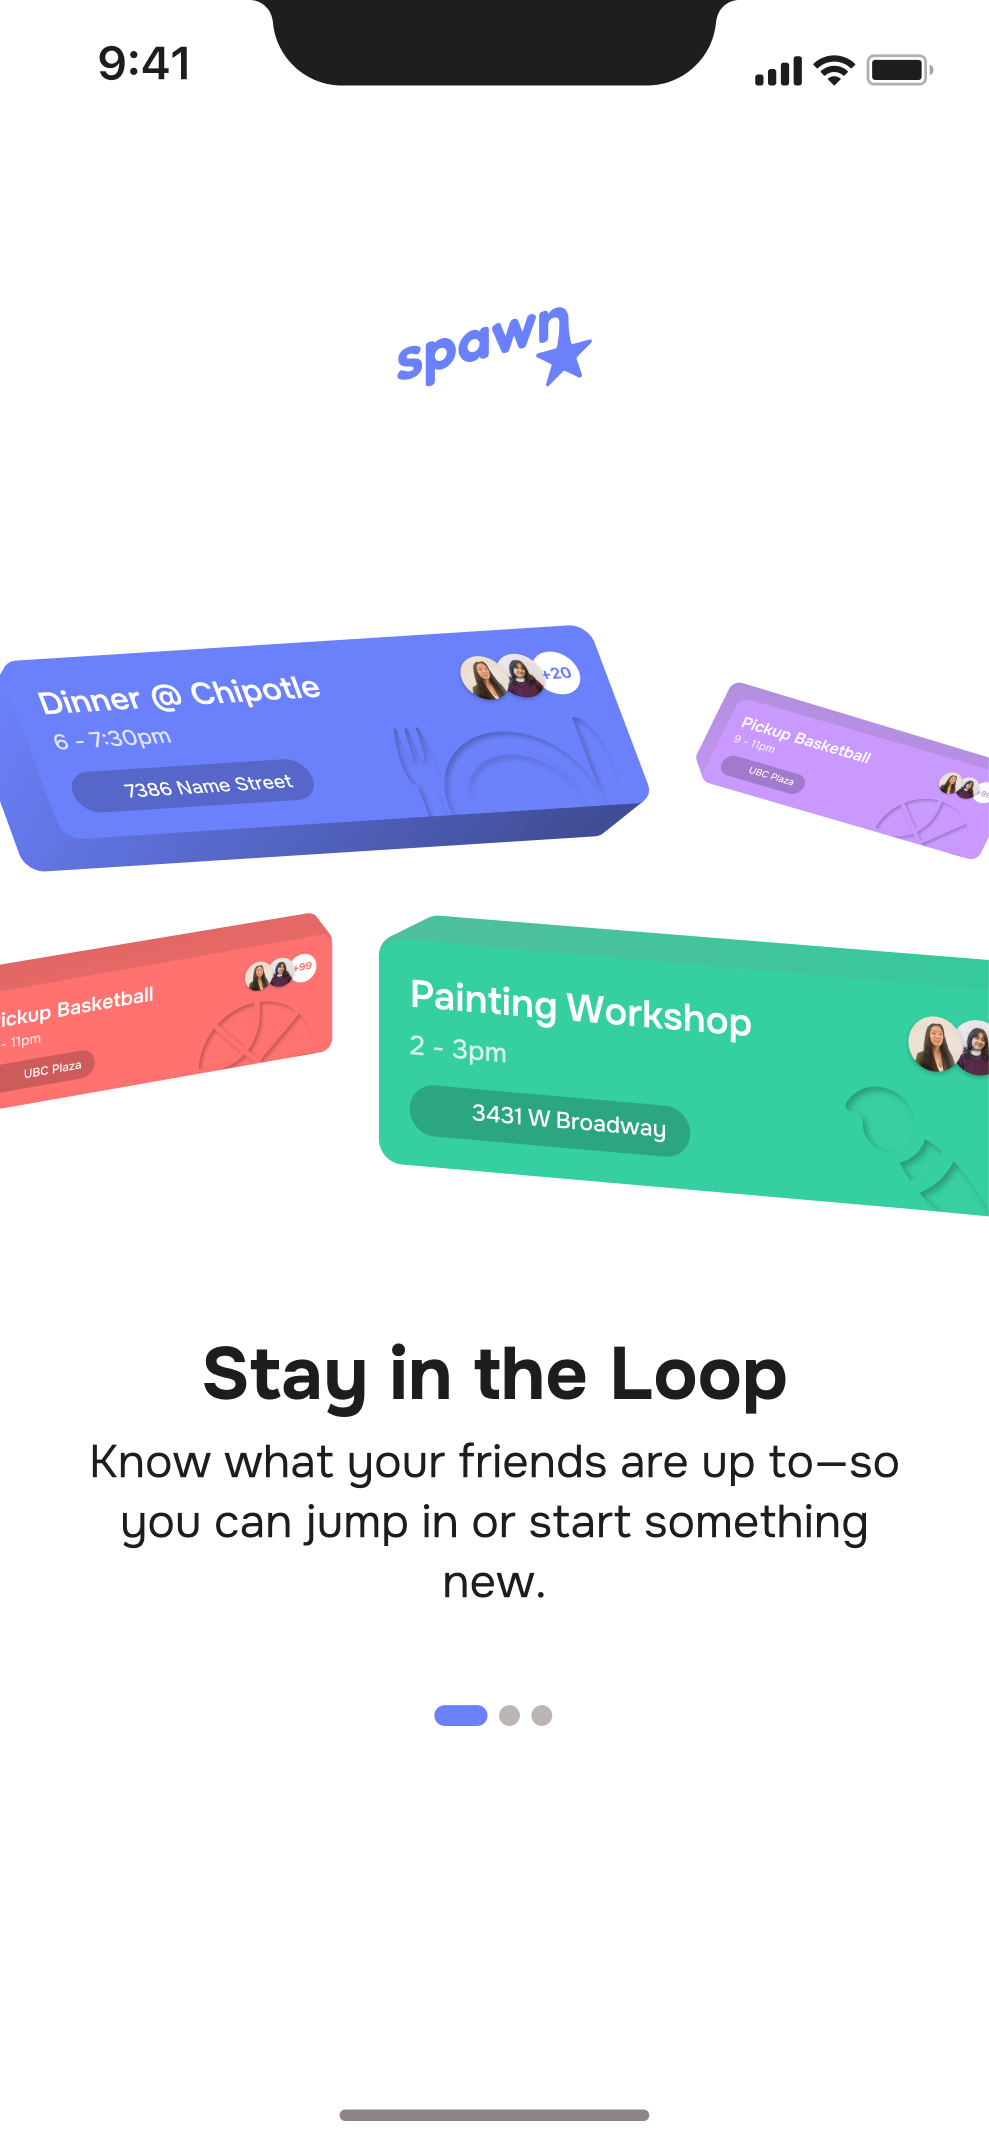 9:41
spawn
Dinner @ Chipotle
+20
6 - 7:30pm
7386 Name Street
Pickup Basketball
9 - 11pm
+99
UBC Plaza
ickup Basketball
+99
- 11pm
UBC Plaza
Painting Workshop
2 - 3pm
3431 W Broadway
Stay in the Loop
Know what your friends are up to—so
you can jump in or start something
new.